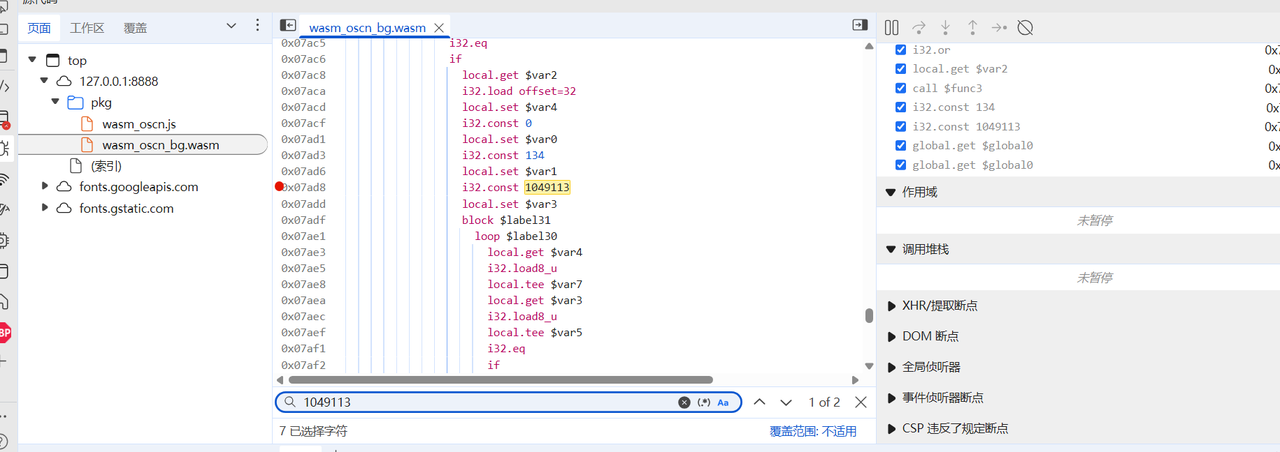 页面
工作区
覆盖
top
127.0.0.1:8888
pkg
wasm_oscn.js
wasm_oscn_bg.wasm
(索引)
fonts.googleapis.com
fonts.gstatic.com
wasm_oscn_bg.wasm
0x07ac5 i32.eq
0x07ac6 if
0x07ac8 local.get $var2
0x07aca i32.load offset=32
0x07acd local.set $var4
0x07acf i32.const 0
0x07ad1 local.set $var0
0x07ad3 i32.const 134
0x07ad6 local.set $var1
0x07ad8 i32.const 1049113
0x07add local.set $var3
0x07adf block $label31
0x07ae1 loop $label30
0x07ae3 local.get $var4
0x07ae5 i32.load8_u
0x07ae8 local.tee $var7
0x07aea local.get $var3
0x07aec i32.load8_u
0x07aef local.tee $var5
0x07af1 i32.eq
0x07af2 if
1049113
(.*)
Aa
1 of 2
7 已选择字符
覆盖范围: 不适用
i32.or
local.get $var2
call $func3
i32.const 134
i32.const 1049113
global.get $global0
global.get $global0
作用域
未暂停
调用堆栈
未暂停
XHR/提取断点
DOM 断点
全局侦听器
事件侦听器断点
CSP 违反了规定断点